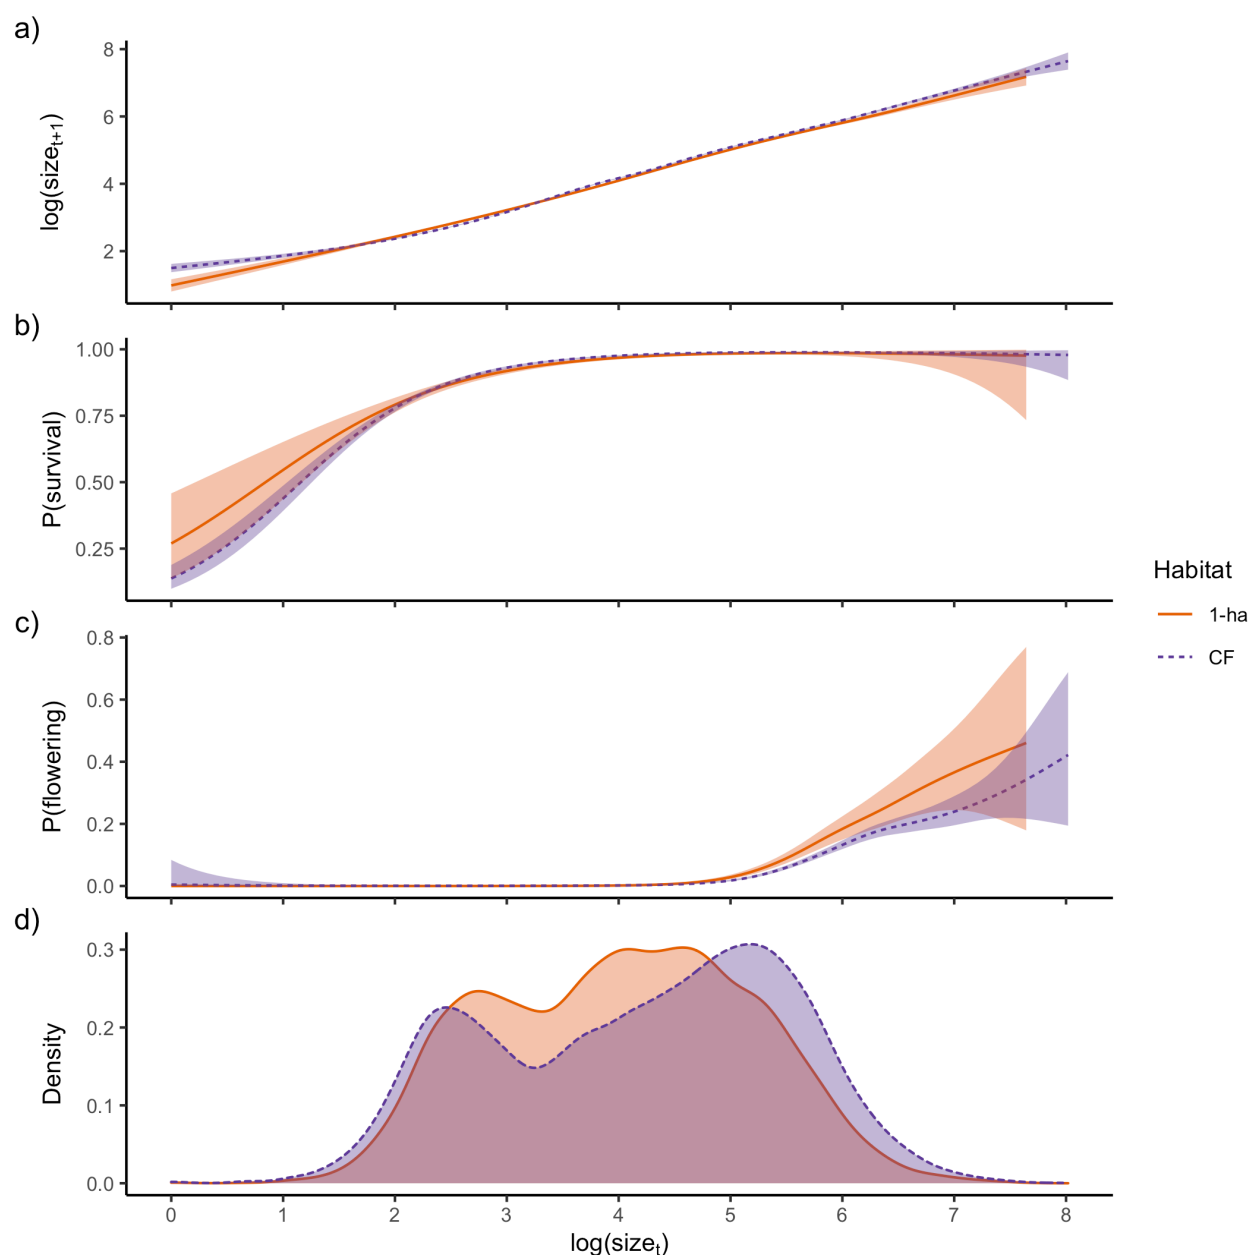 a)
8
6
4
2
log(size_{t+1})
b)
1.00
0.75
0.50
0.25
P(survival)
c)
0.8
0.6
0.4
0.2
0.0
P(flowering)
d)
0.3
0.2
0.1
0.0
Density
0 1 2 3 4 5 6 7 8
log(size_t)
Habitat
1-ha
CF